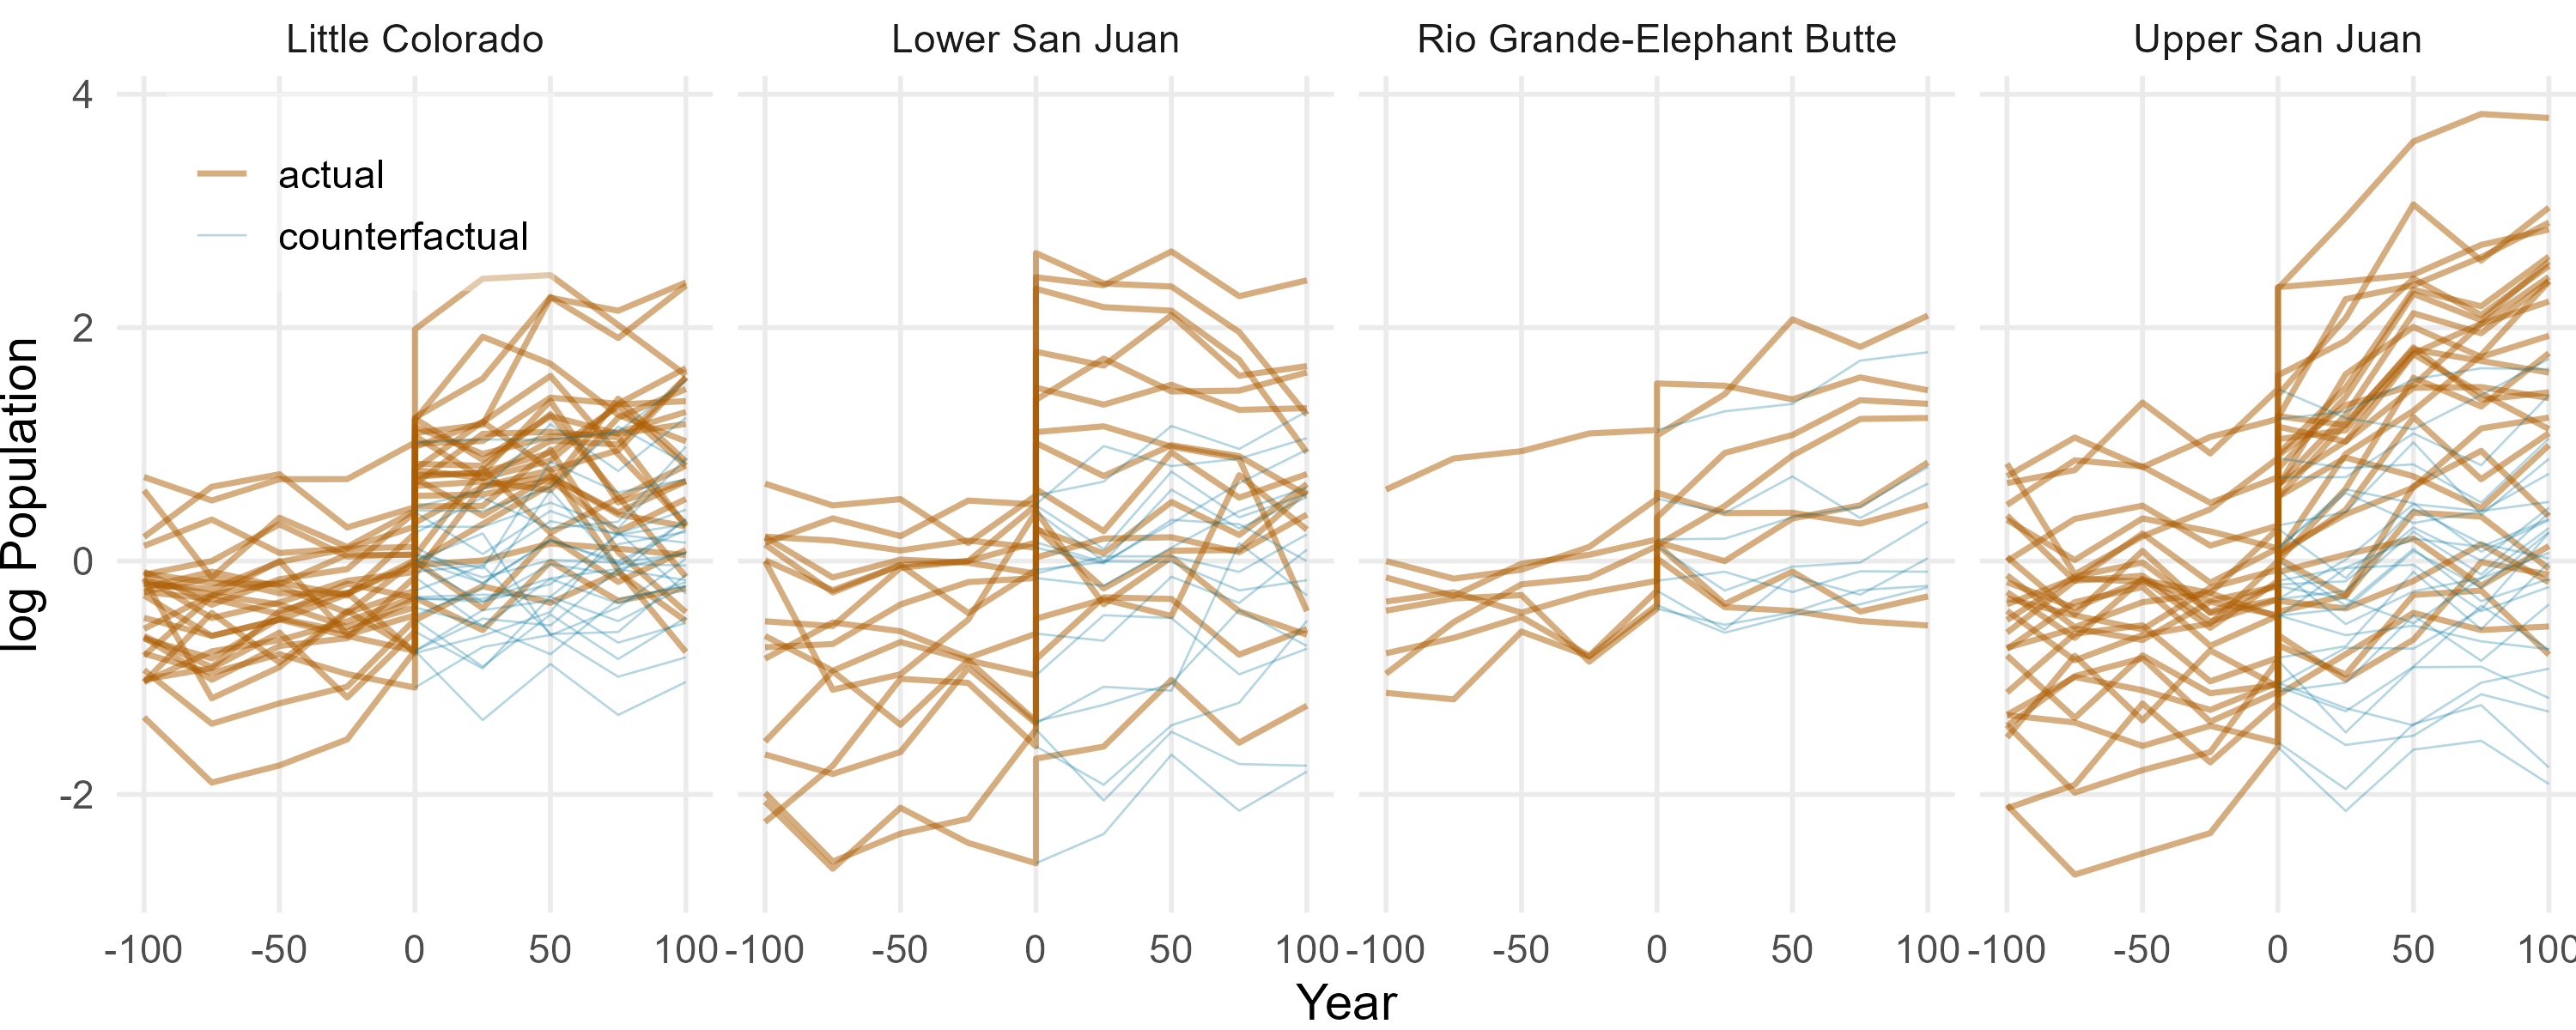 Little Colorado
Lower San Juan
Rio Grande-Elephant Butte
Upper San Juan
4
2
0
-2
log Population
actual
counterfactual
-100 -50 0 50 100
-100 -50 0 50 100
-100 -50 0 50 100
-100 -50 0 50 100
Year